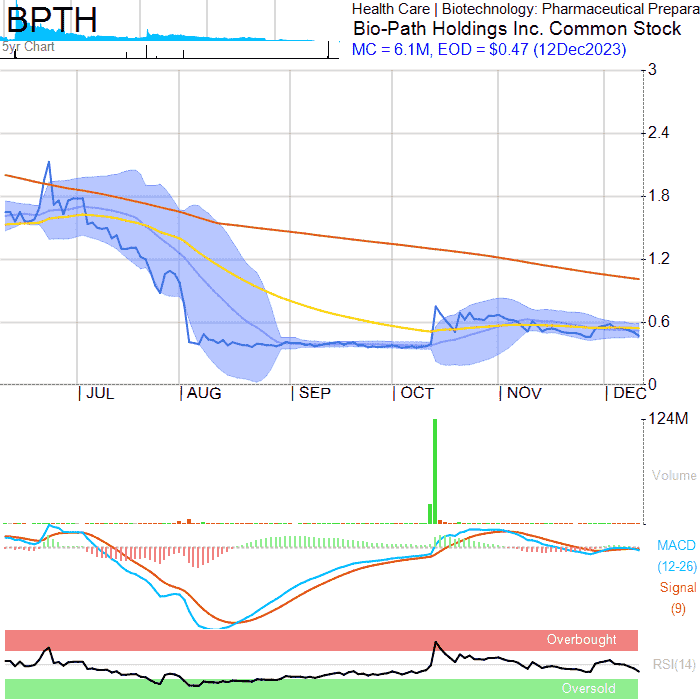 BPTH
5yr Chart
Health Care | Biotechnology: Pharmaceutical Prepara
Bio-Path Holdings Inc. Common Stock
MC = 6.1M, EOD = $0.47 (12Dec2023)
3
2.4
1.8
1.2
0.6
0
JUL
AUG
SEP
OCT
NOV
DEC
124M
Volume
MACD
(12-26)
Signal
(9)
Overbought
RSI(14)
Oversold